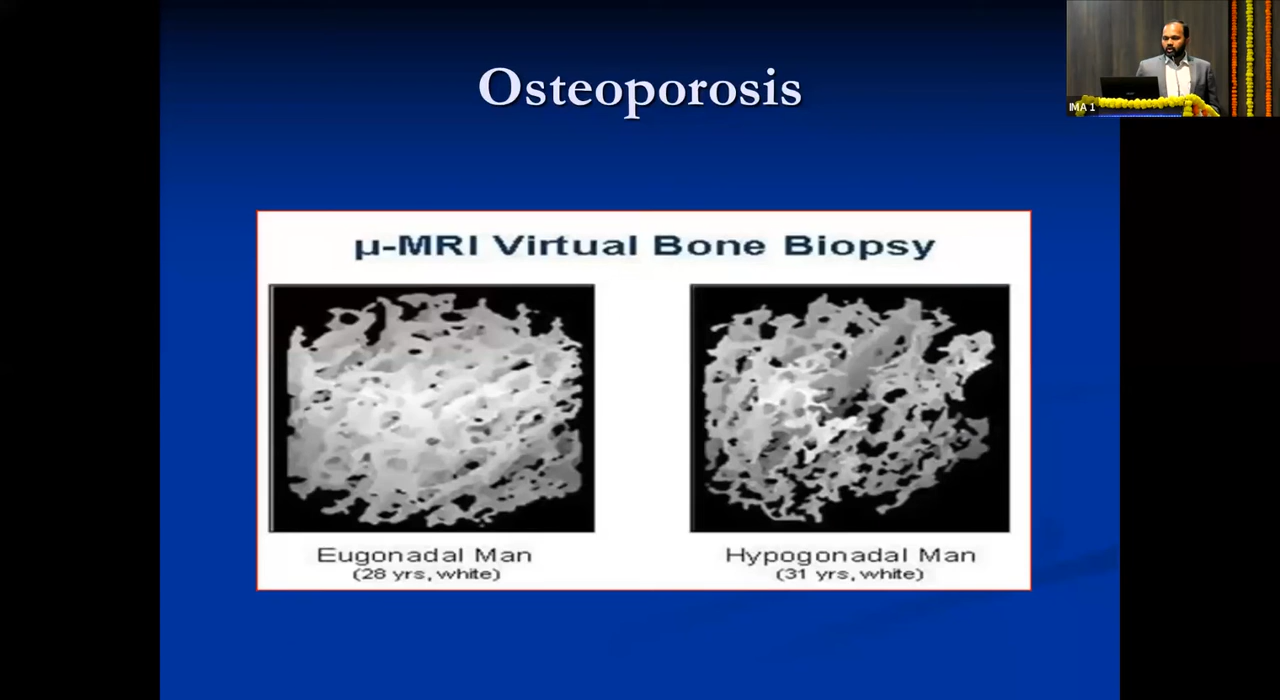 Osteoporosis
IMA 1
µ-MRI Virtual Bone Biopsy
Eugonadal Man
(28 yrs, white)
Hypogonadal Man
(31 yrs, white)